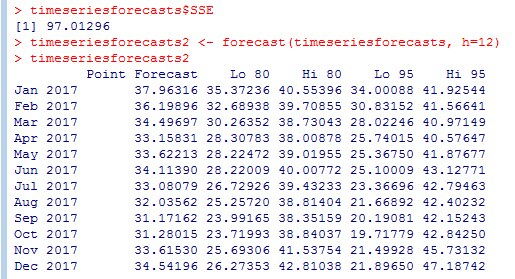 > timeseriesforecasts$SSE
[1] 97.01296
> timeseriesforecasts2 <- forecast(timeseriesforecasts, h=12)
> timeseriesforecasts2
         Point Forecast    Lo 80    Hi 80    Lo 95    Hi 95
Jan 2017       37.96316 35.37236 40.55396 34.00088 41.92544
Feb 2017       36.19896 32.68938 39.70855 30.83152 41.56641
Mar 2017       34.49697 30.26352 38.73043 28.02246 40.97149
Apr 2017       33.15831 28.30783 38.00878 25.74015 40.57647
May 2017       33.62213 28.22472 39.01955 25.36750 41.87677
Jun 2017       34.11390 28.22009 40.00772 25.10009 43.12771
Jul 2017       33.08079 26.72926 39.43233 23.36696 42.79463
Aug 2017       32.03562 25.25720 38.81404 21.66892 42.40232
Sep 2017       31.17162 23.99165 38.35159 20.19081 42.15243
Oct 2017       31.28015 23.71993 38.84037 19.71779 42.84250
Nov 2017       33.61530 25.69306 41.53754 21.49928 45.73132
Dec 2017       34.54196 26.27353 42.81038 21.89650 47.18742